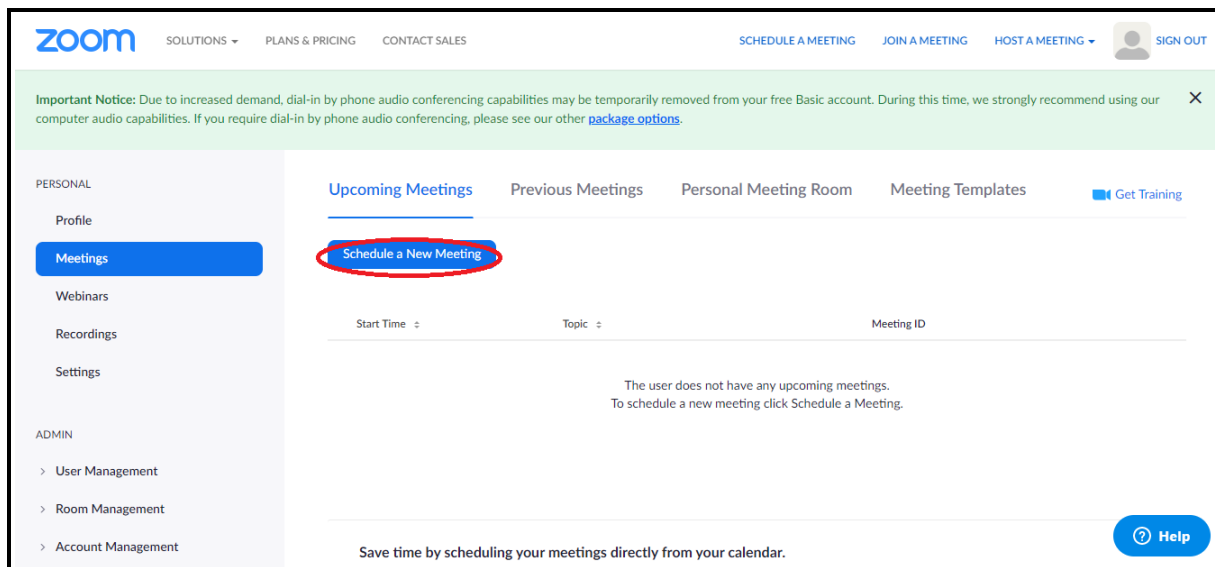 zoom SOLUTIONS PLANS & PRICING CONTACT SALES SCHEDULE A MEETING JOIN A MEETING HOST A MEETING SIGN OUT
Important Notice: Due to increased demand, dial-in by phone audio conferencing capabilities may be temporarily removed from your free Basic account. During this time, we strongly recommend using our
computer audio capabilities. If you require dial-in by phone audio conferencing, please see our other package options.
PERSONAL
Profile
Meetings
Webinars
Recordings
Settings
ADMIN
User Management
Room Management
Account Management
Upcoming Meetings Previous Meetings Personal Meeting Room Meeting Templates Get Training
Schedule a New Meeting
Start Time Topic Meeting ID
The user does not have any upcoming meetings.
To schedule a new meeting click Schedule a Meeting.
Save time by scheduling your meetings directly from your calendar.
Help